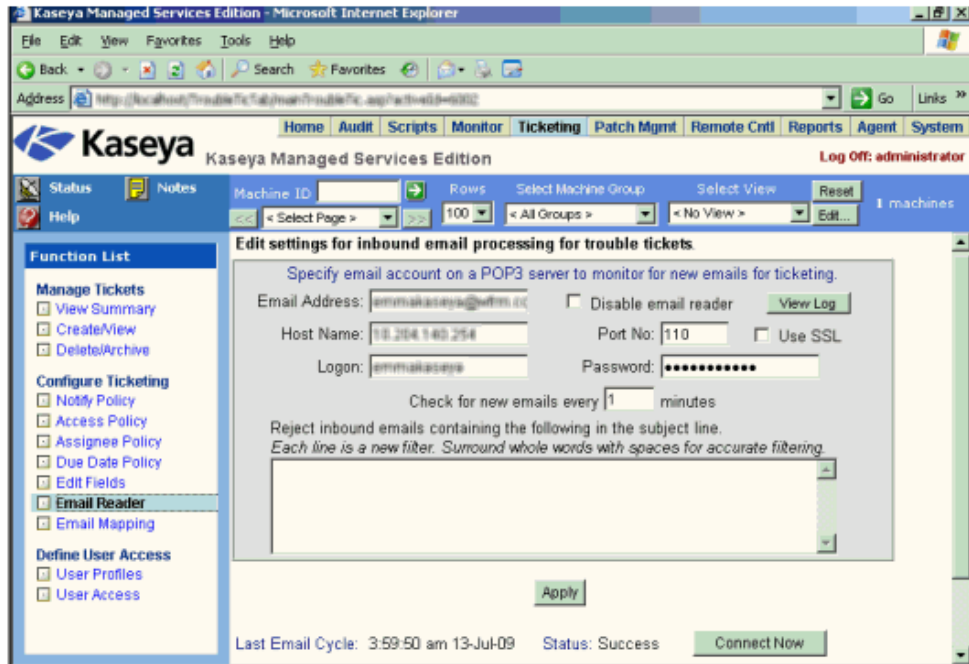 Kaseya Managed Services Edition - Microsoft Internet Explorer
File Edit View Favorites Tools Help
Back Search Favorites
Address Go Links »
Kaseya
Home Audit Scripts Monitor Ticketing Patch Mgmt Remote Cntl Reports Agent System
Kaseya Managed Services Edition Log Off: administrator
Status Notes Machine ID Rows Select Machine Group Select View Reset
Help << < Select Page > >> 100 < All Groups > < No View > Edit... 1 machines
Function List
Manage Tickets
View Summary
Create/View
Delete/Archive
Configure Ticketing
Notify Policy
Access Policy
Assignee Policy
Due Date Policy
Edit Fields
Email Reader
Email Mapping
Define User Access
User Profiles
User Access
Edit settings for inbound email processing for trouble tickets.
Specify email account on a POP3 server to monitor for new emails for ticketing.
Email Address: Disable email reader View Log
Host Name: Port No: 110 Use SSL
Logon: Password: •••••••••••
Check for new emails every 1 minutes
Reject inbound emails containing the following in the subject line.
Each line is a new filter. Surround whole words with spaces for accurate filtering.
Apply
Last Email Cycle: 3:59:50 am 13-Jul-09 Status: Success Connect Now